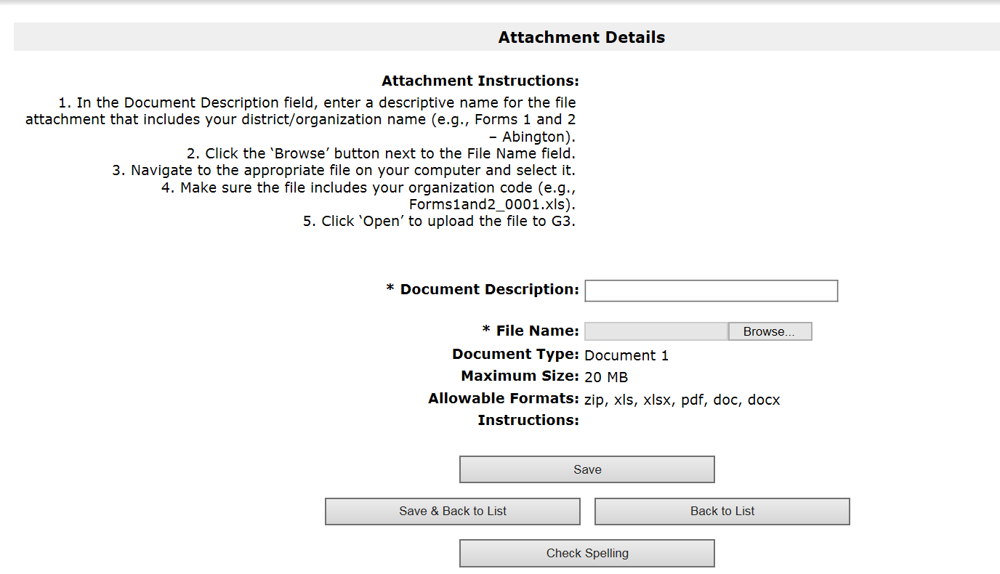 Attachment Details
Attachment Instructions:
1. In the Document Description field, enter a descriptive name for the file
attachment that includes your district/organization name (e.g., Forms 1 and 2
– Abington).
2. Click the ‘Browse’ button next to the File Name field.
3. Navigate to the appropriate file on your computer and select it.
4. Make sure the file includes your organization code (e.g.,
Forms1and2_0001.xls).
5. Click ‘Open’ to upload the file to G3.
* Document Description:
* File Name: Browse...
Document Type: Document 1
Maximum Size: 20 MB
Allowable Formats: zip, xls, xlsx, pdf, doc, docx
Instructions:
Save
Save & Back to List Back to List
Check Spelling